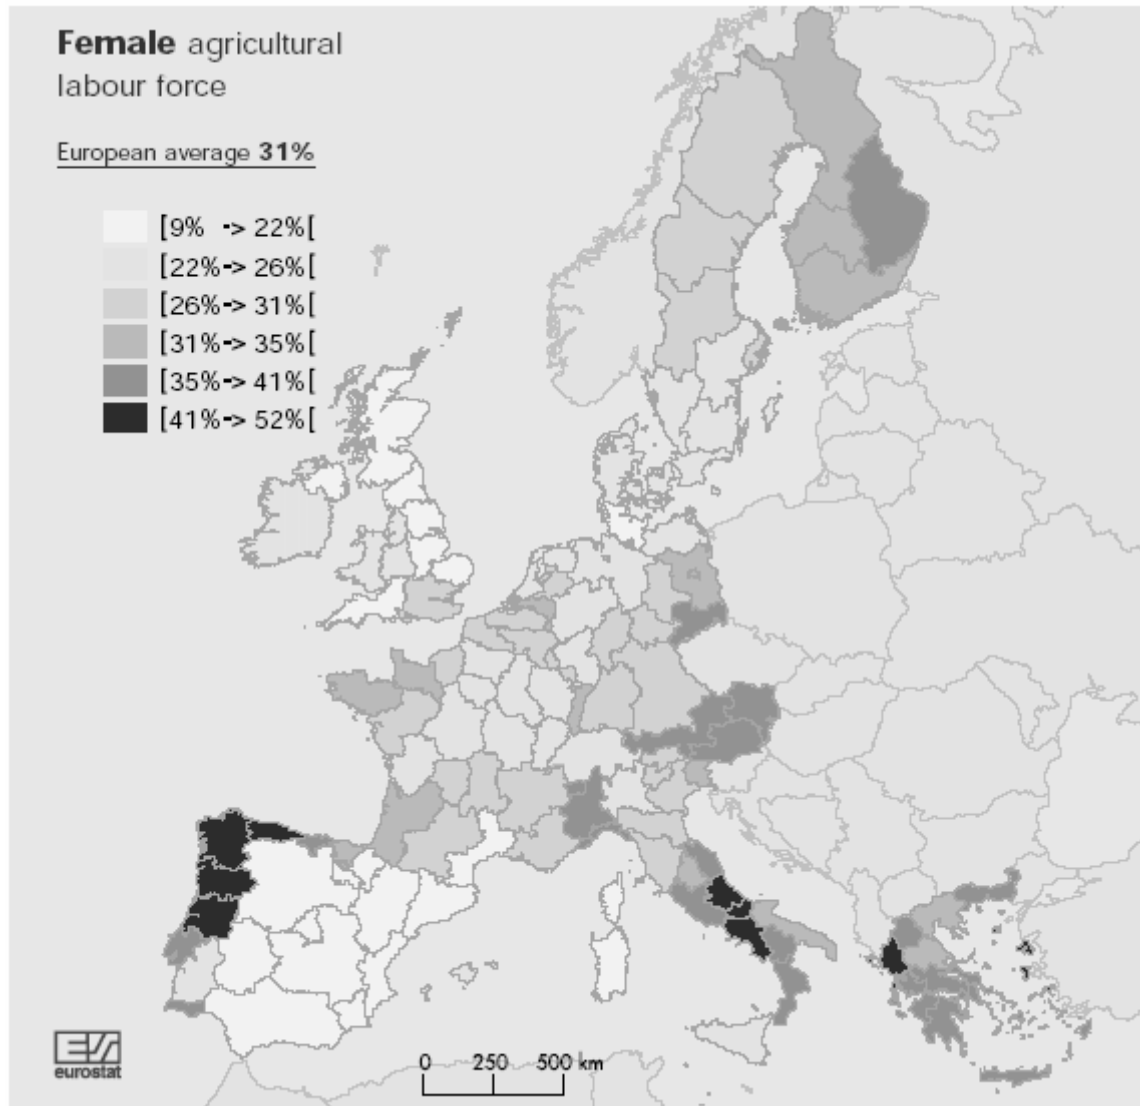 Female agricultural
labour force
European average 31%
[9% -> 22%[
[22%-> 26%[
[26%-> 31%[
[31%-> 35%[
[35%-> 41%[
[41%-> 52%[
eurostat
0 250 500 km